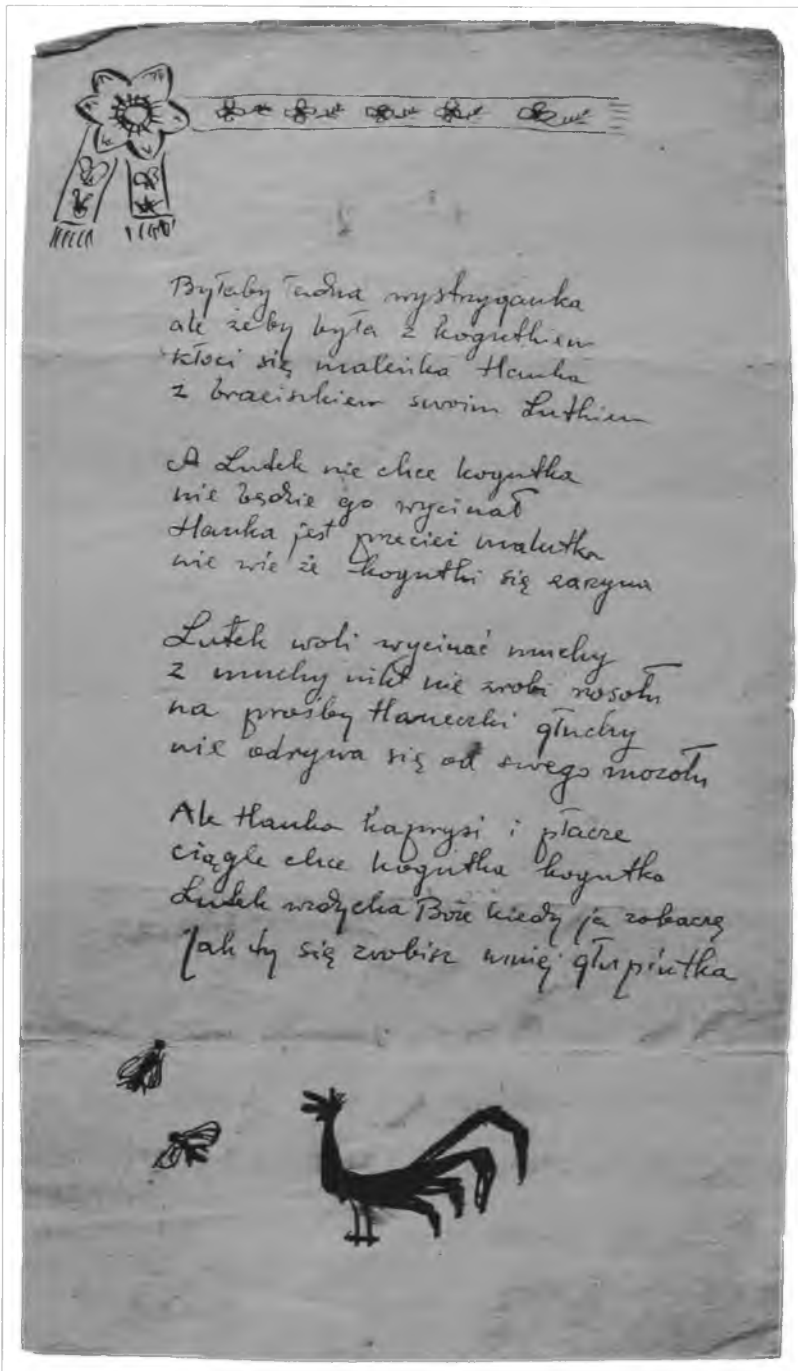 Byłaby ładna wystrzyganka
ale żeby była z kogutkiem
kłóci się maleńka Hanka
z braciszkiem swoim Lutkiem
A Ludek nie chce kogutka
nie będzie go wycinał
Hanka jest przecież malutka
nie wie że kogutki się zarzyna
Lutek woli wycinać muchy
z muchy nikt nie zrobi rosołu
na prośby Haneczki głuchy
nie odrywa się od swego mozołu
Ale Hanka kaprysi i płacze
ciągle chce kogutka kogutka
Ludek wzdycha Boże kiedy ja zobaczę
Jak ty się zrobisz mniej głupiutka